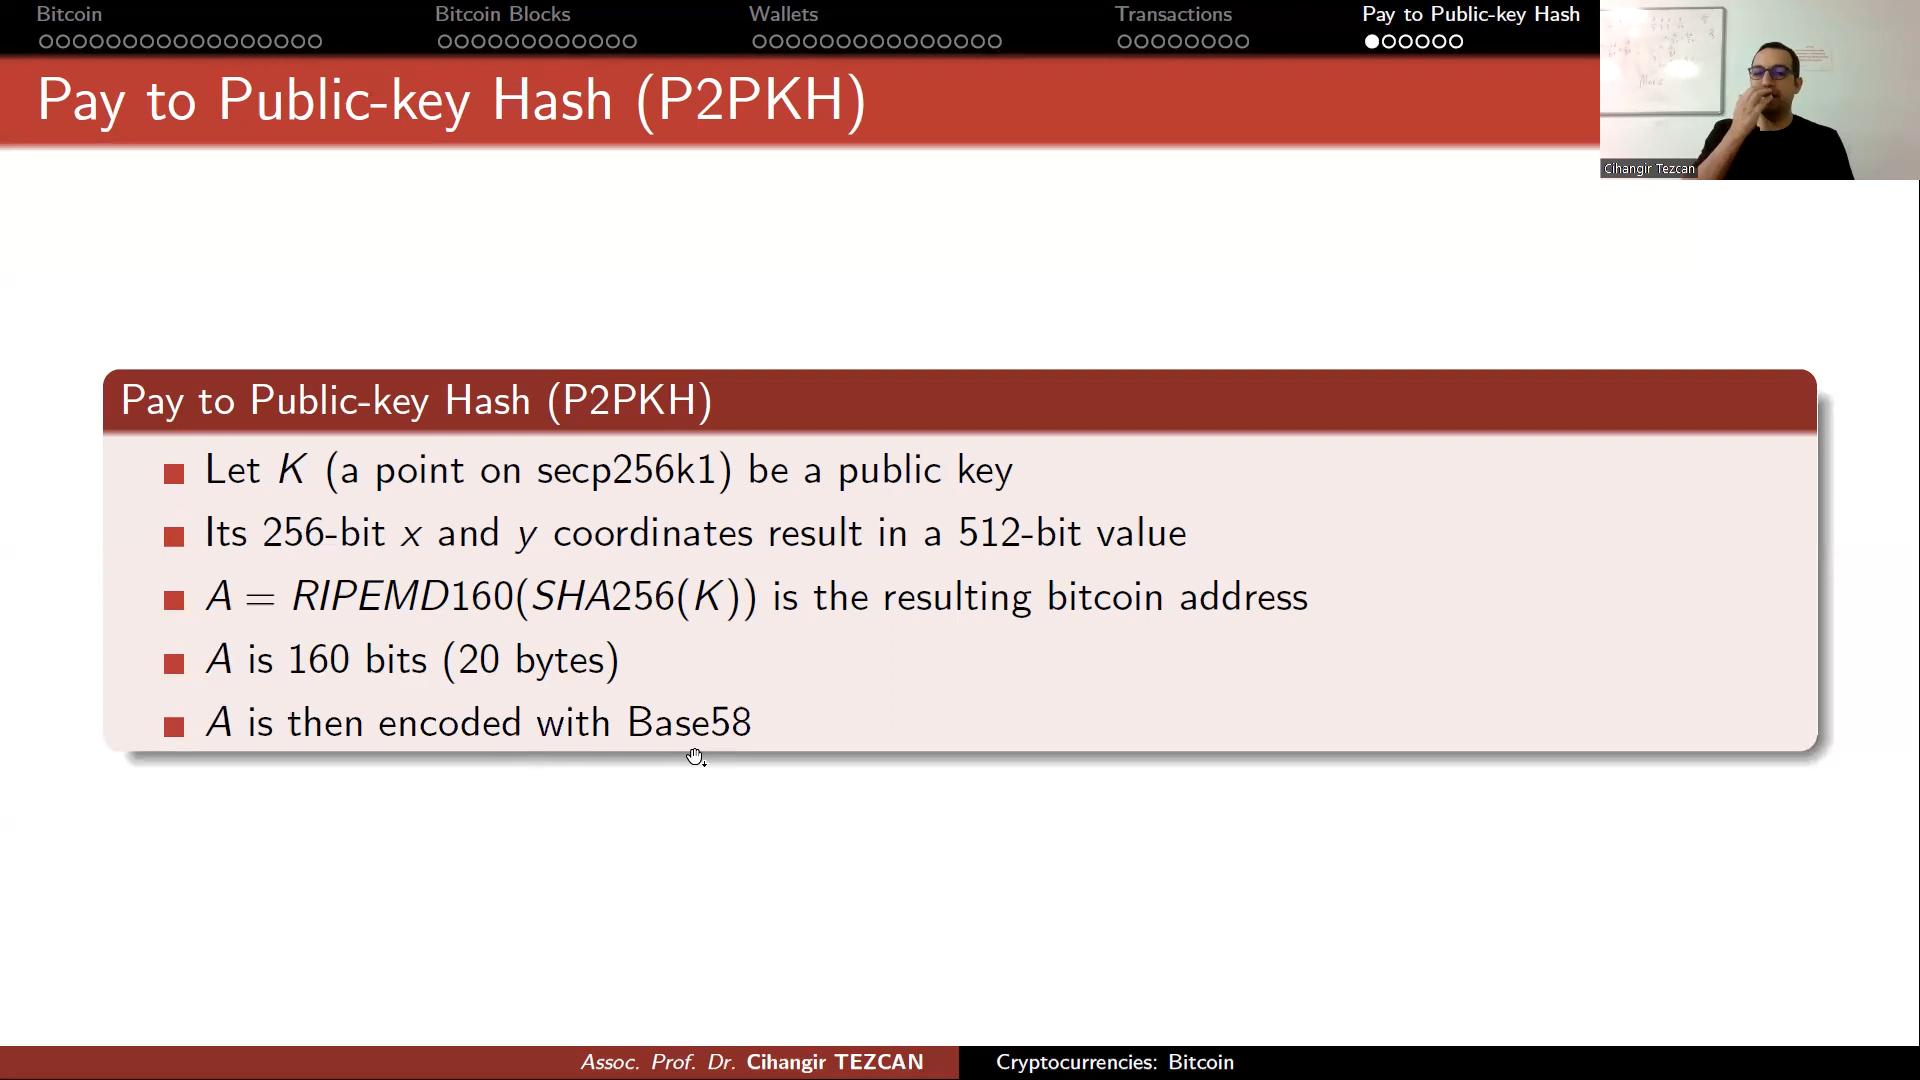 Bitcoin
Bitcoin Blocks
Wallets
Transactions
Pay to Public-key Hash
Pay to Public-key Hash (P2PKH)
Cihangir Tezcan
Pay to Public-key Hash (P2PKH)
Let K (a point on secp256k1) be a public key
Its 256-bit x and y coordinates result in a 512-bit value
A = RIPEMD160(SHA256(K)) is the resulting bitcoin address
A is 160 bits (20 bytes)
A is then encoded with Base58
Assoc. Prof. Dr. Cihangir TEZCAN
Cryptocurrencies: Bitcoin